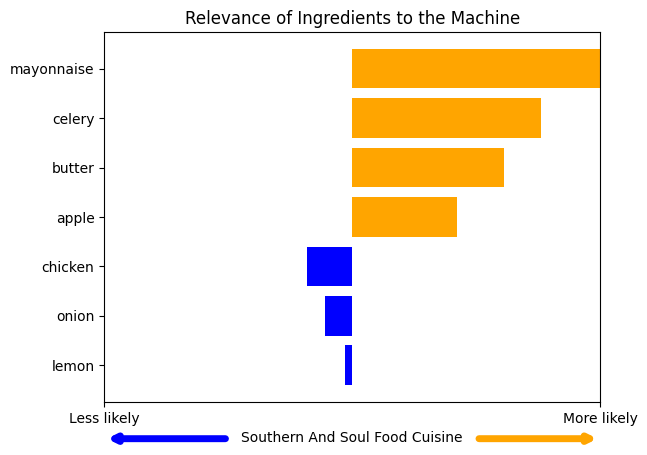 Relevance of Ingredients to the Machine
mayonnaise
celery
butter
apple
chicken
onion
lemon
Less likely
More likely
Southern And Soul Food Cuisine